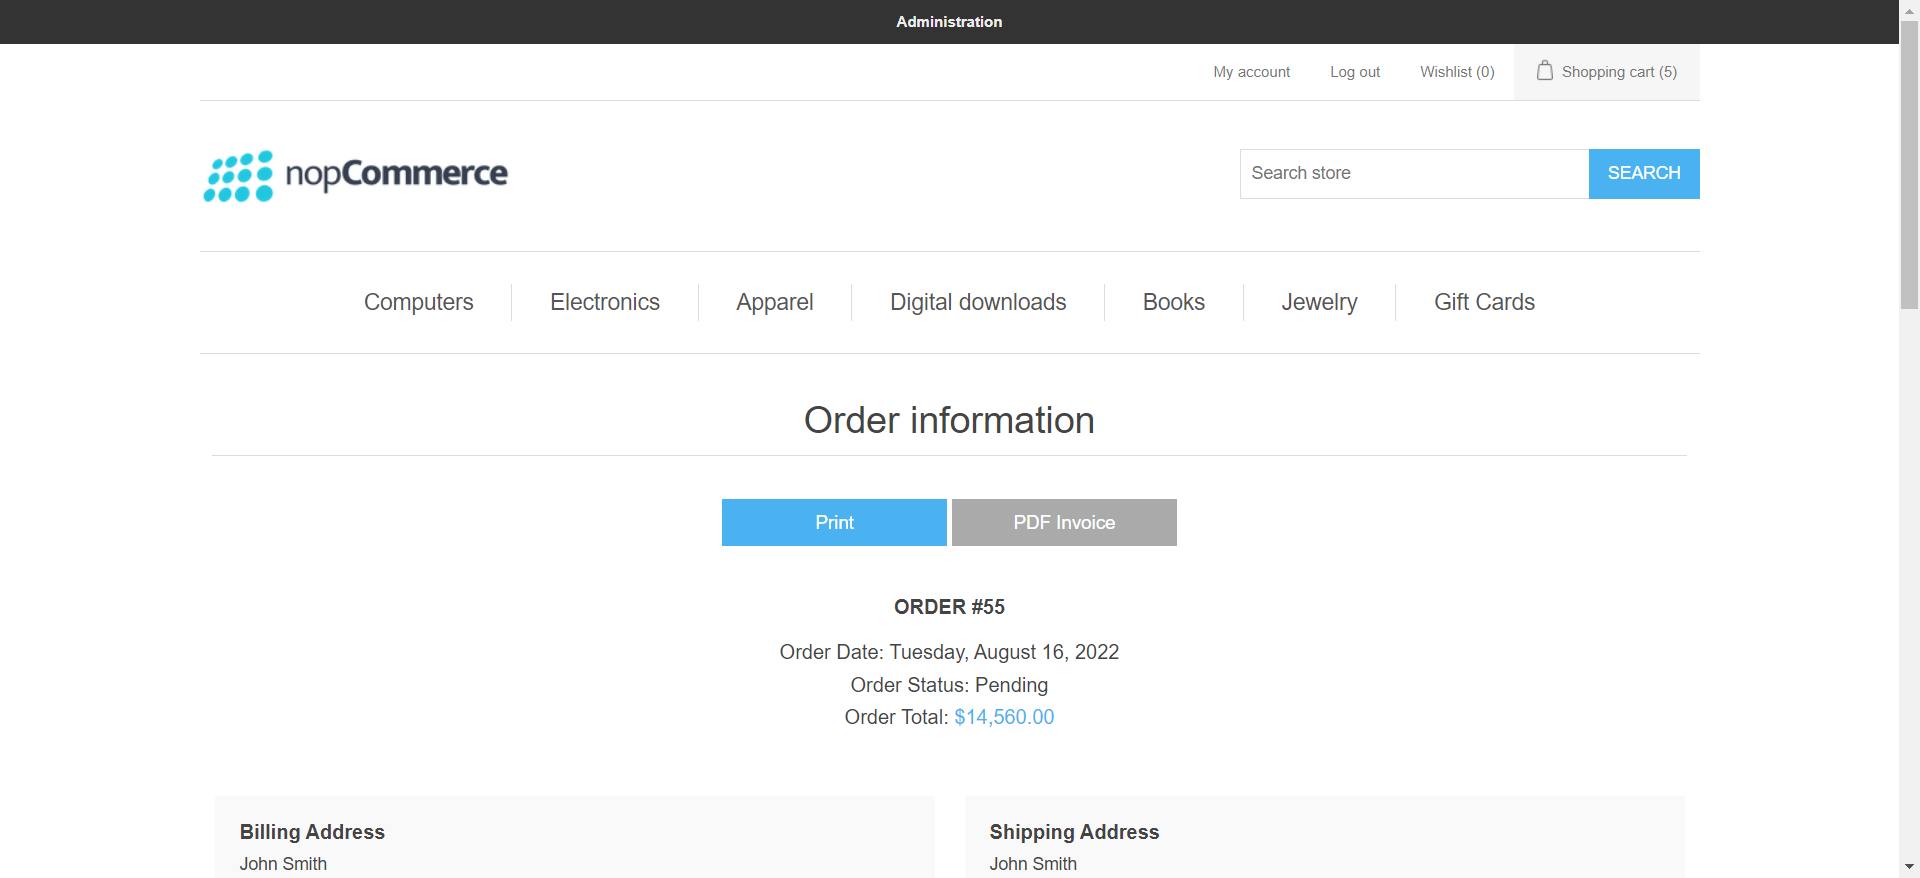 Administration
My account
Log out
Wishlist (0)
Shopping cart (5)
nopCommerce
Search store
SEARCH
Computers
Electronics
Apparel
Digital downloads
Books
Jewelry
Gift Cards
Order information
Print
PDF Invoice
ORDER #55
Order Date: Tuesday, August 16, 2022
Order Status: Pending
Order Total: $14,560.00
Billing Address
John Smith
Shipping Address
John Smith